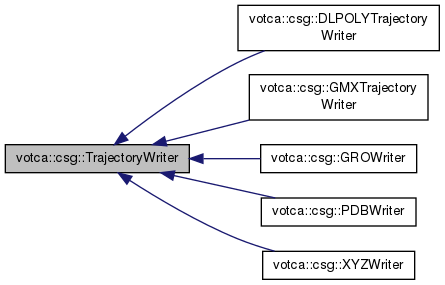 votca::csg::DLPOLYTrajectory
Writer
votca::csg::GMXTrajectory
Writer
votca::csg::TrajectoryWriter
votca::csg::GROWriter
votca::csg::PDBWriter
votca::csg::XYZWriter